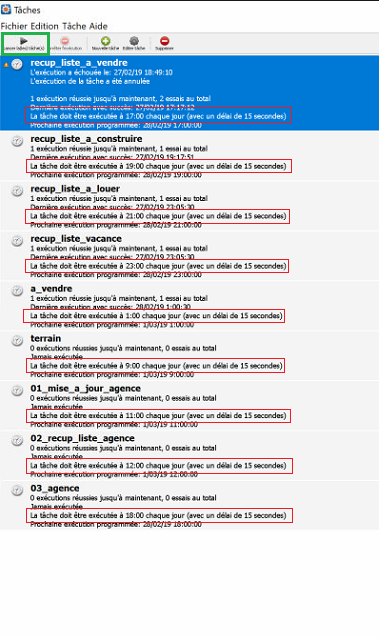 Tâches
Fichier Edition Tâche Aide
Lancer la(les) tâche(s) Arrêter l'exécution Nouvelle tâche Editer tâche Supprimer
recup_liste_a_vendre
L'exécution a échouée le: 27/02/19 18:49:10
L'exécution de la tâche a été annulée
1 exécution réussie jusqu'à maintenant, 2 essais au total
Dernière exécution avec succès: 27/02/19 17:17:12
La tâche doit être exécutée à 17:00 chaque jour (avec un délai de 15 secondes)
Prochaine exécution programmée: 28/02/19 17:00:00
recup_liste_a_construire
1 exécution réussie jusqu'à maintenant, 1 essai au total
Dernière exécution avec succès: 27/02/19 19:17:51
La tâche doit être exécutée à 19:00 chaque jour (avec un délai de 15 secondes)
Prochaine exécution programmée: 28/02/19 19:00:00
recup_liste_a_louer
1 exécution réussie jusqu'à maintenant, 1 essai au total
Dernière exécution avec succès: 27/02/19 23:05:30
La tâche doit être exécutée à 21:00 chaque jour (avec un délai de 15 secondes)
Prochaine exécution programmée: 28/02/19 21:00:00
recup_liste_vacance
1 exécution réussie jusqu'à maintenant, 1 essai au total
Dernière exécution avec succès: 27/02/19 23:05:30
La tâche doit être exécutée à 23:00 chaque jour (avec un délai de 15 secondes)
Prochaine exécution programmée: 28/02/19 23:00:00
a_vendre
1 exécution réussie jusqu'à maintenant, 1 essai au total
Dernière exécution avec succès: 28/02/19 1:00:30
La tâche doit être exécutée à 1:00 chaque jour (avec un délai de 15 secondes)
Prochaine exécution programmée: 1/03/19 1:00:00
terrain
0 exécutions réussies jusqu'à maintenant, 0 essais au total
Jamais exécutée
La tâche doit être exécutée à 9:00 chaque jour (avec un délai de 15 secondes)
Prochaine exécution programmée: 1/03/19 9:00:00
01_mise_a_jour_agence
0 exécutions réussies jusqu'à maintenant, 0 essais au total
Jamais exécutée
La tâche doit être exécutée à 11:00 chaque jour (avec un délai de 15 secondes)
Prochaine exécution programmée: 1/03/19 11:00:00
02_recup_liste_agence
0 exécutions réussies jusqu'à maintenant, 0 essais au total
Jamais exécutée
La tâche doit être exécutée à 12:00 chaque jour (avec un délai de 15 secondes)
Prochaine exécution programmée: 1/03/19 12:00:00
03_agence
0 exécutions réussies jusqu'à maintenant, 0 essais au total
Jamais exécutée
La tâche doit être exécutée à 18:00 chaque jour (avec un délai de 15 secondes)
Prochaine exécution programmée: 28/02/19 18:00:00